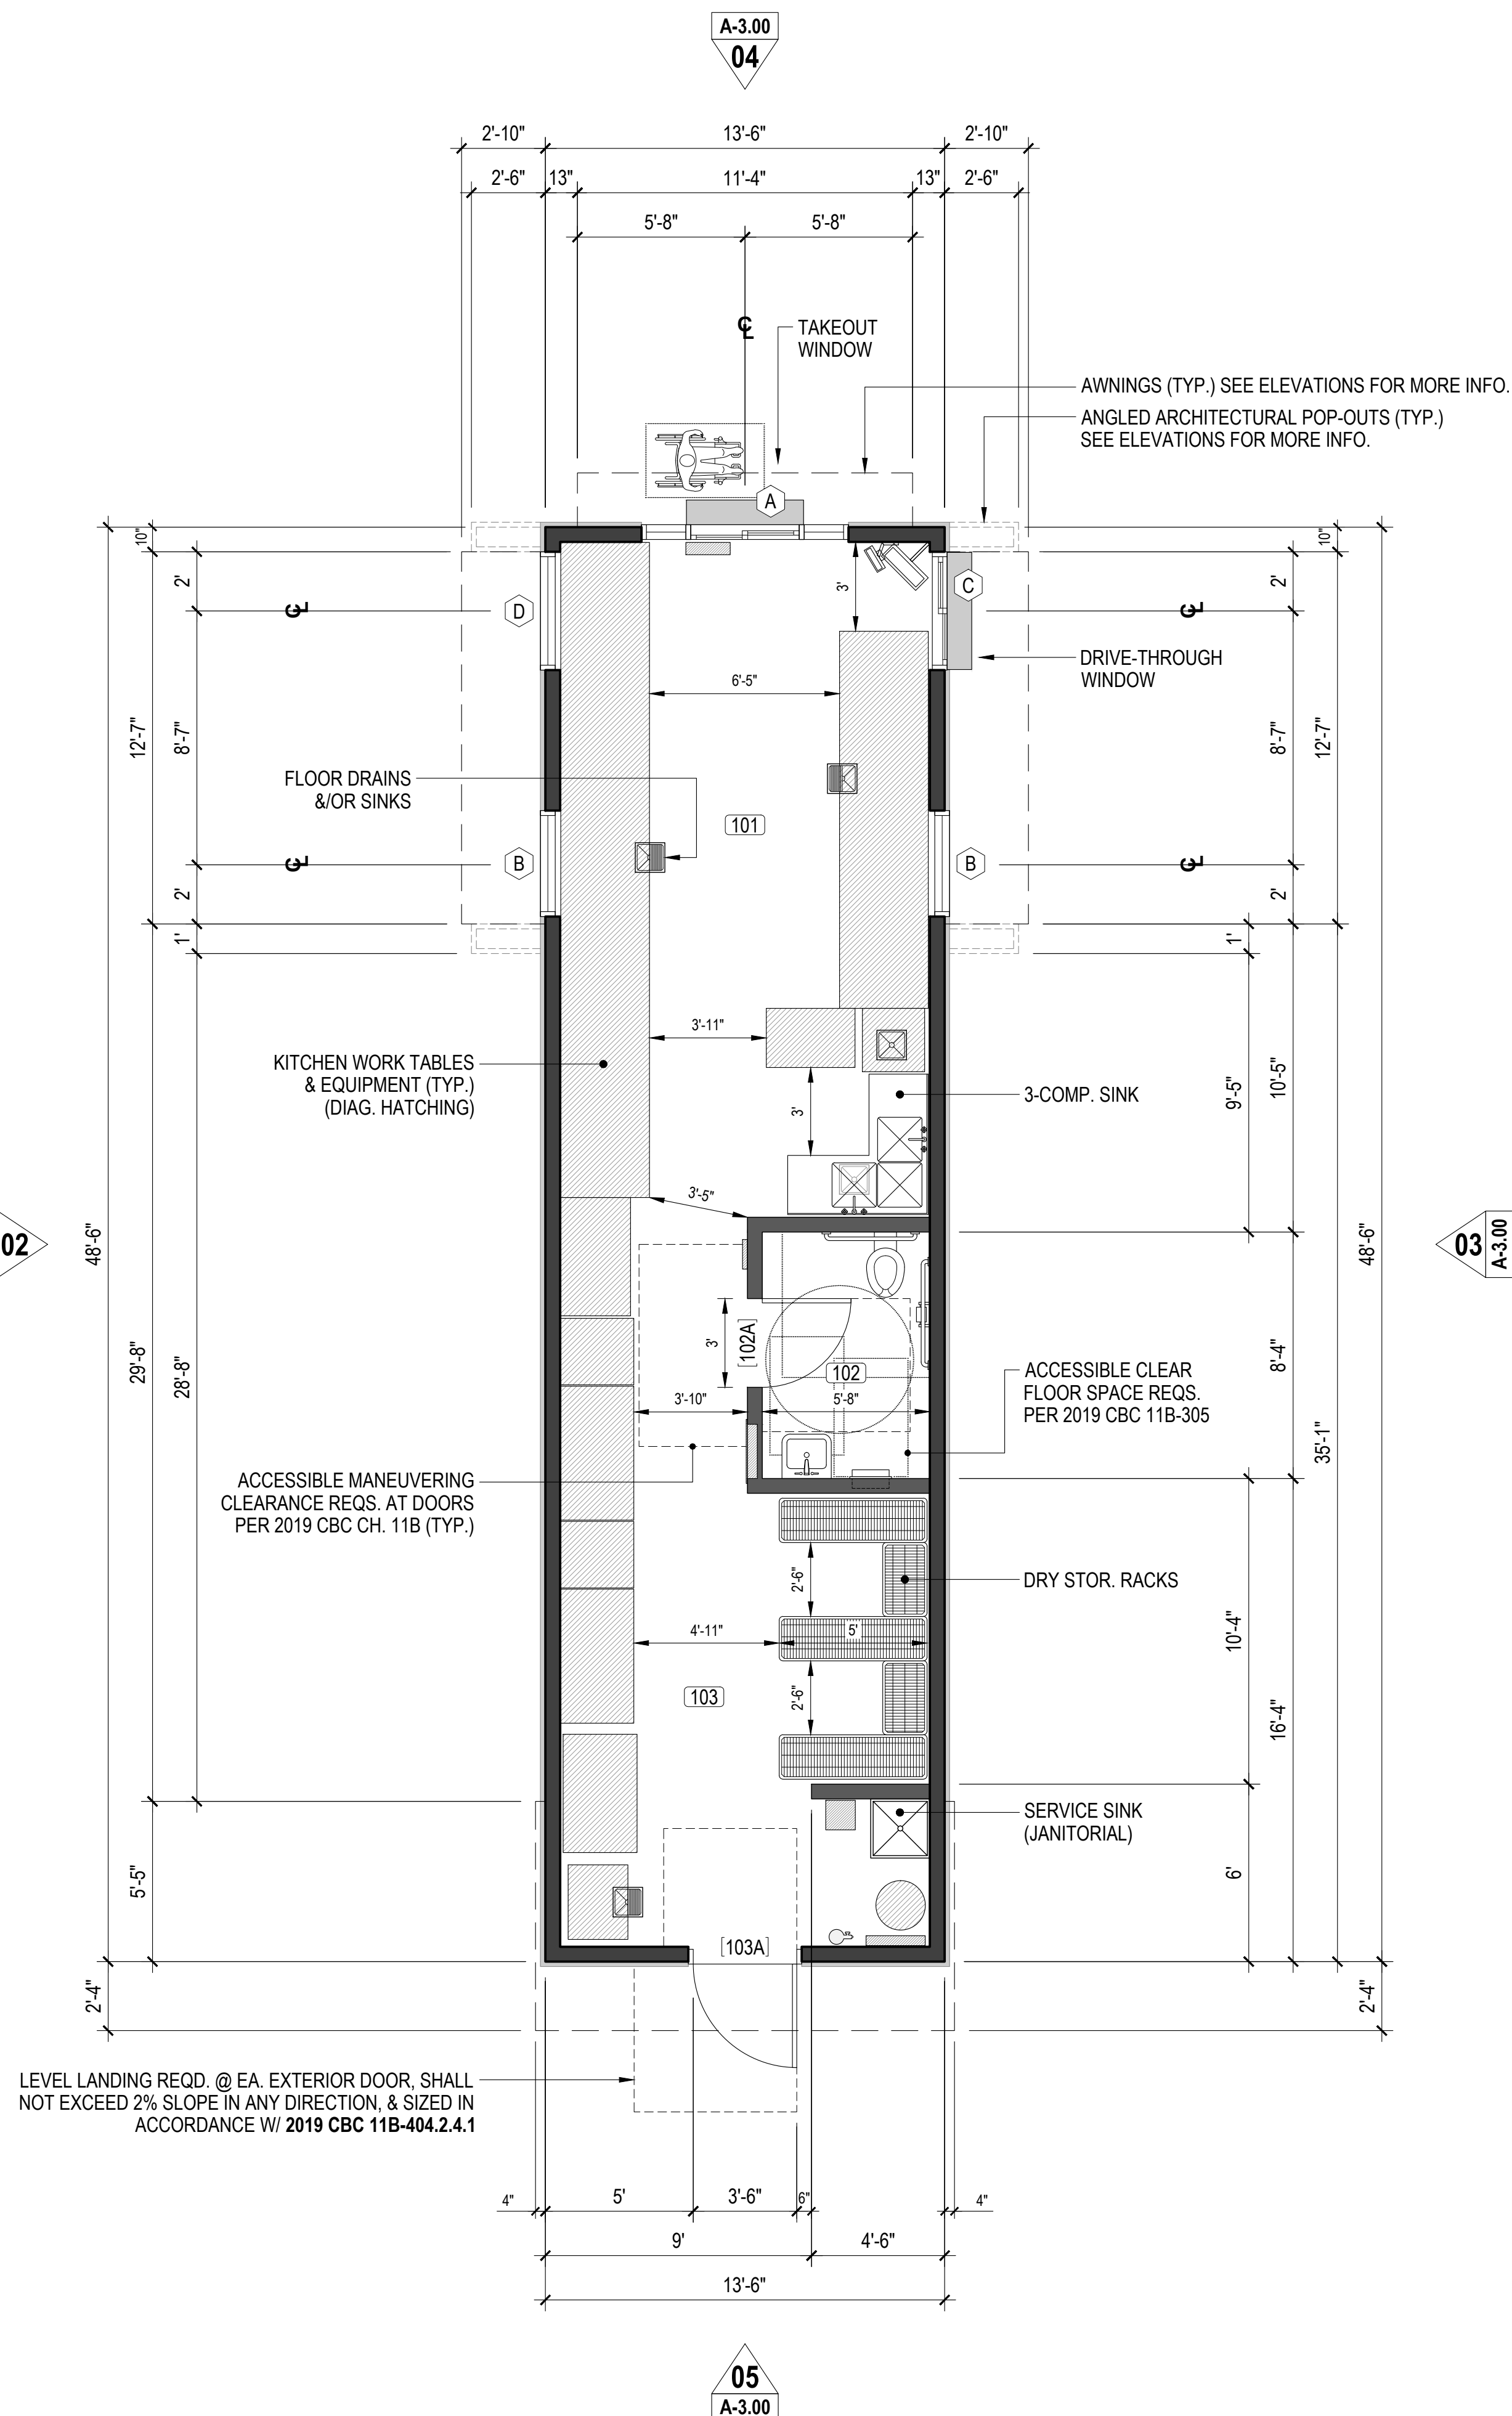 A-3.00
04
2'-10"
13'-6"
2'-10"
2'-6"
13"
11'-4"
13"
2'-6"
5'-8"
5'-8"
CL
TAKEOUT
WINDOW
AWNINGS (TYP.) SEE ELEVATIONS FOR MORE INFO.
ANGLED ARCHITECTURAL POP-OUTS (TYP.)
SEE ELEVATIONS FOR MORE INFO.
A
10"
10"
2'
3'
2'
D
C
CL
CL
DRIVE-THROUGH
WINDOW
6'-5"
12'-7"
8'-7"
8'-7"
12'-7"
FLOOR DRAINS
&/OR SINKS
101
B
B
CL
CL
2'
2'
1'
1'
3'-11"
KITCHEN WORK TABLES
& EQUIPMENT (TYP.)
(DIAG. HATCHING)
3'
3-COMP. SINK
9'-5"
10'-5"
3'-5"
02
48'-6"
48'-6"
03
A-3.00
29'-8"
28'-8"
3'
[102A]
102
8'-4"
3'-10"
5'-8"
ACCESSIBLE CLEAR
FLOOR SPACE REQS.
PER 2019 CBC 11B-305
35'-1"
ACCESSIBLE MANEUVERING
CLEARANCE REQS. AT DOORS
PER 2019 CBC CH. 11B (TYP.)
2'-6"
DRY STOR. RACKS
4'-11"
5'
10'-4"
103
2'-6"
16'-4"
SERVICE SINK
(JANITORIAL)
5'-5"
6'
[103A]
2'-4"
2'-4"
LEVEL LANDING REQD. @ EA. EXTERIOR DOOR, SHALL
NOT EXCEED 2% SLOPE IN ANY DIRECTION, & SIZED IN
ACCORDANCE W/ 2019 CBC 11B-404.2.4.1
4"
5'
3'-6"
6"
4"
9'
4'-6"
13'-6"
05
A-3.00